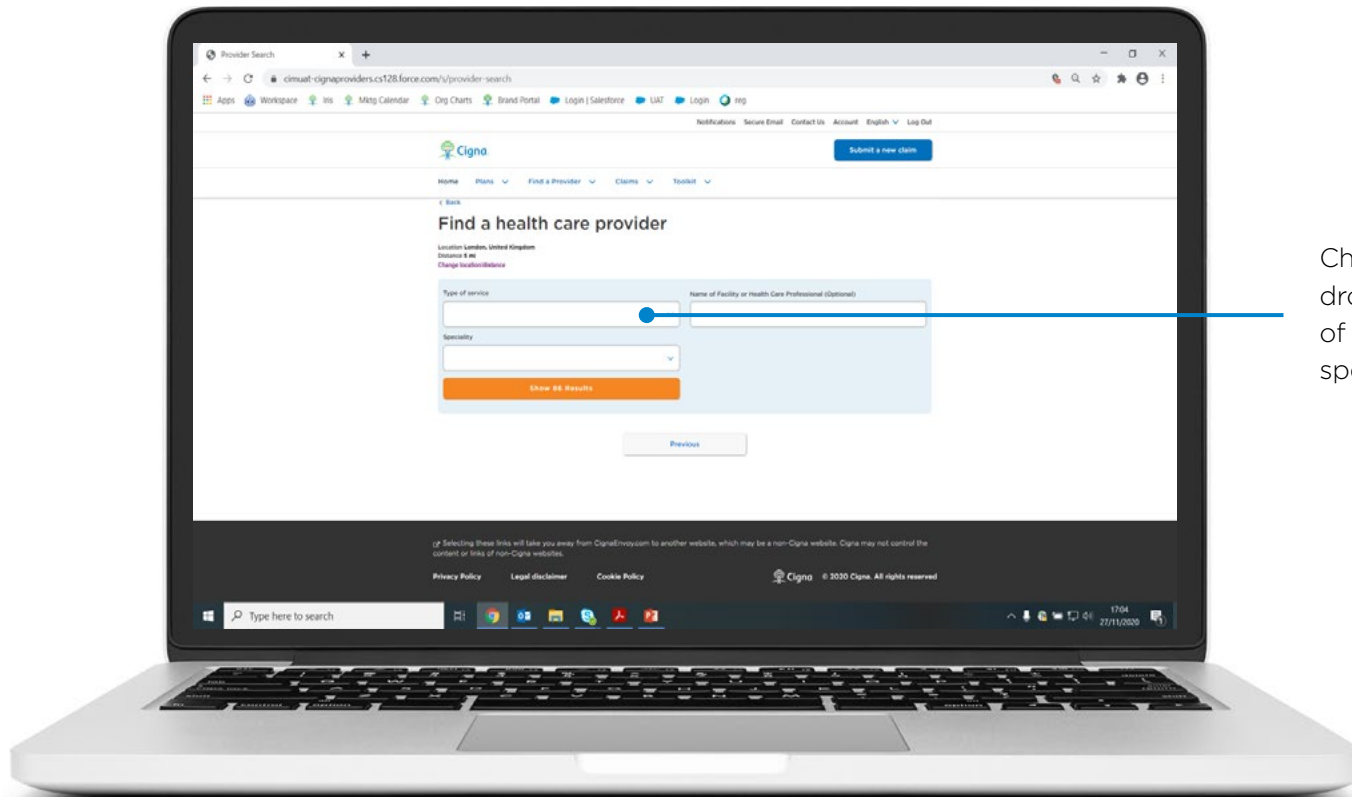 Provider Search
cimuat-cignaproviders.cs128.force.com/s/provider-search
Apps Workspace Iris Mktg Calendar Org Charts Brand Portal Login | Salesforce UAT Login reg
Notifications Secure Email Contact Us Account English Log Out
Cigna
Submit a new claim
Home Plans Find a Provider Claims Toolkit
< Back
Find a health care provider
Location London, United Kingdom
Distance 5 mi
Change location/distance
Type of service
Name of Facility or Health Care Professional (Optional)
Speciality
Show 86 Results
Previous
Selecting these links will take you away from CignaEnvoy.com to another website, which may be a non-Cigna website. Cigna may not control the
content or links of non-Cigna websites.
Privacy Policy Legal disclaimer Cookie Policy
Cigna © 2020 Cigna. All rights reserved
Type here to search
17:04
27/11/2020
Ch
dro
of
spe